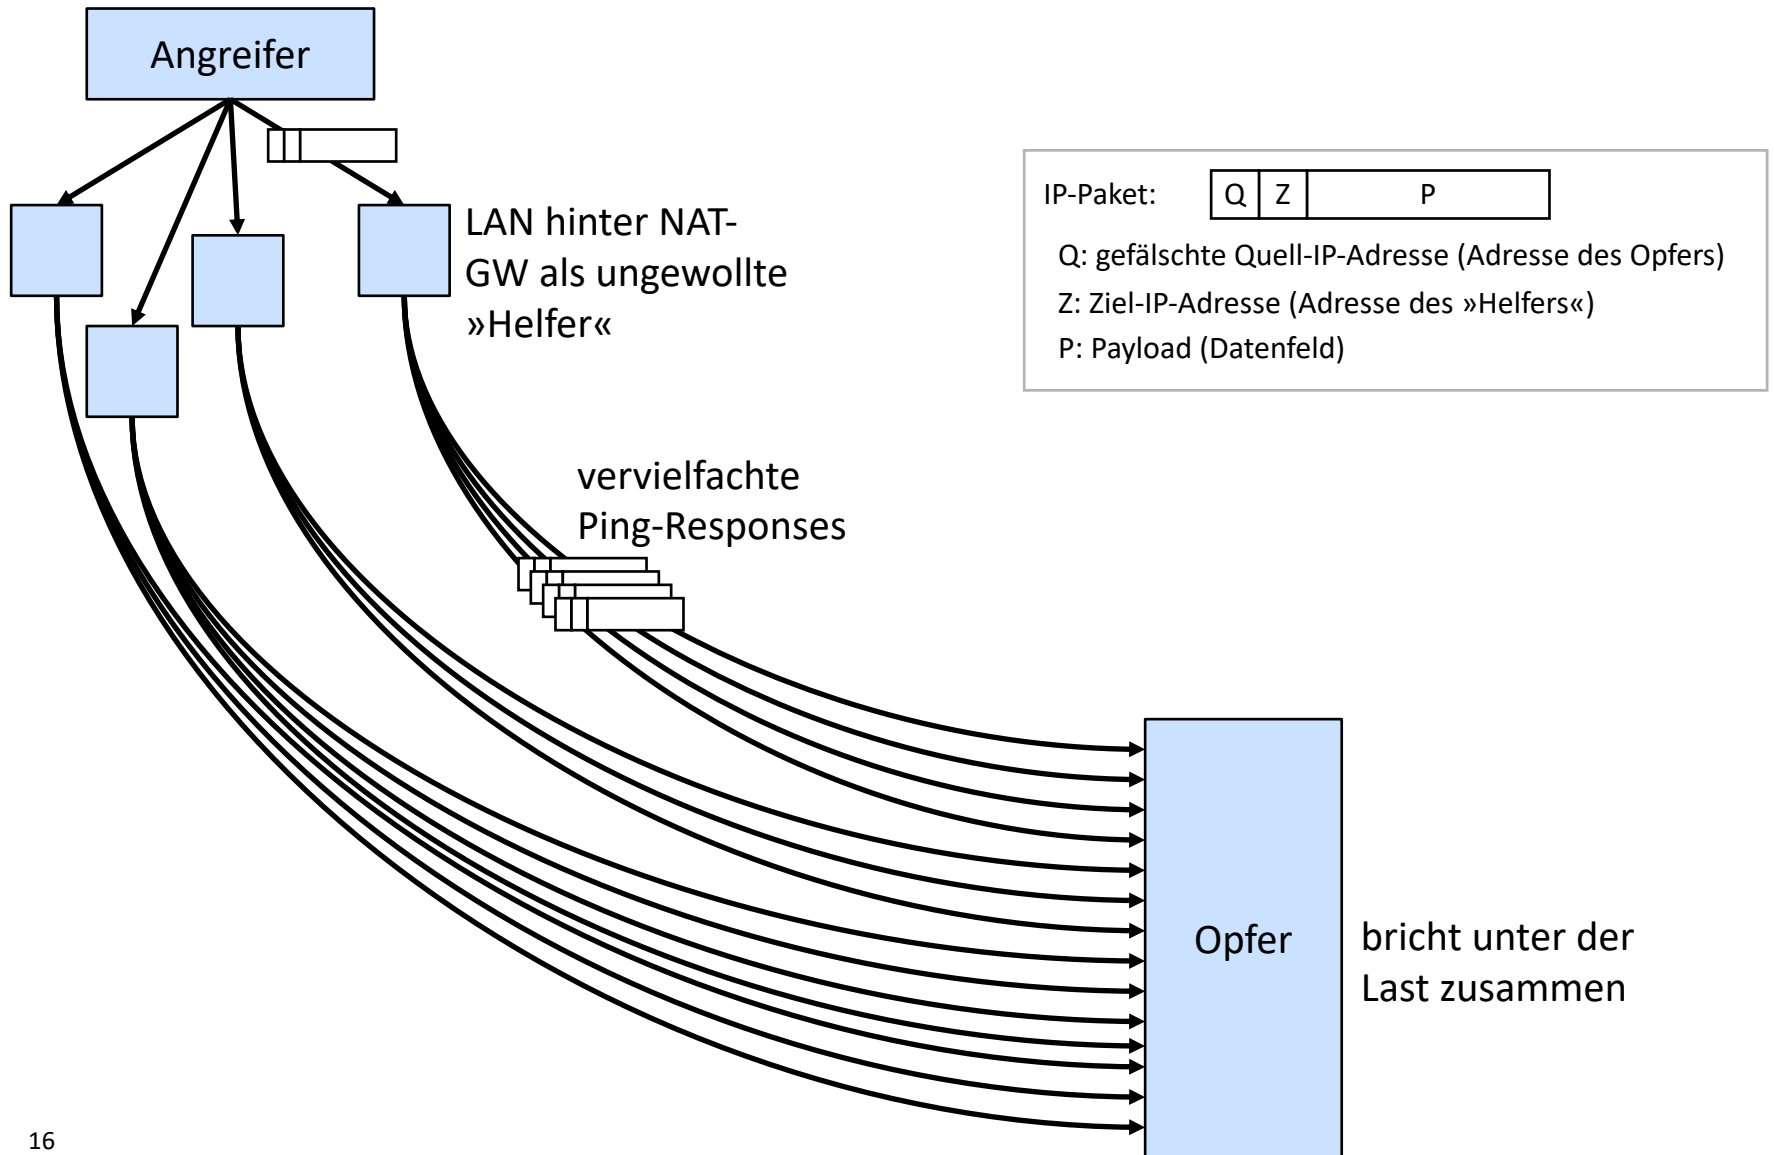 Angreifer
LAN hinter NAT-
GW als ungewollte
»Helfer«
IP-Paket: Q Z P
Q: gefälschte Quell-IP-Adresse (Adresse des Opfers)
Z: Ziel-IP-Adresse (Adresse des »Helfers«)
P: Payload (Datenfeld)
vervielfachte
Ping-Responses
Opfer
bricht unter der
Last zusammen
16